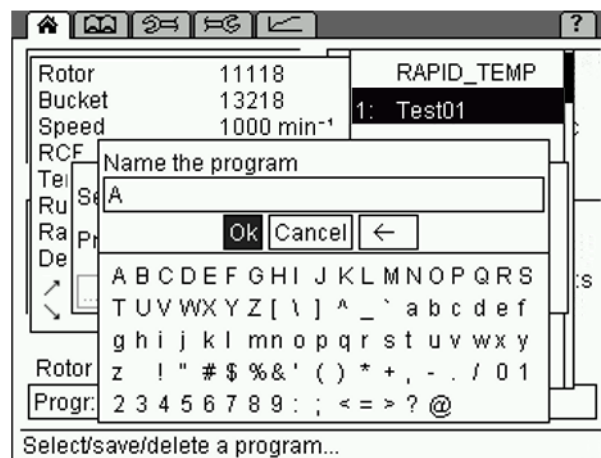 ?
Rotor 11118
Bucket 13218
Speed 1000 min⁻¹
RCF
RAPID_TEMP
1: Test01
Name the program
A
Ok Cancel ←
A B C D E F G H I J K L M N O P Q R S
T U V W X Y Z [ \ ] ^ _ ` a b c d e f
g h i j k l m n o p q r s t u v w x y
z ! " # $ % & ' ( ) * + , - . / 0 1
2 3 4 5 6 7 8 9 : ; < = > ? @
Rotor
Progr:
Select/save/delete a program...